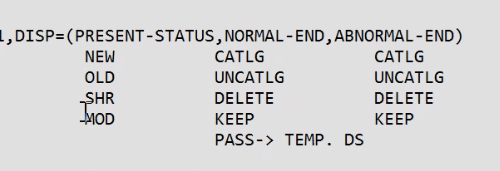 1,DISP=(PRESENT-STATUS,NORMAL-END,ABNORMAL-END)
NEW CATLG CATLG
OLD UNCATLG UNCATLG
SHR DELETE DELETE
MOD KEEP KEEP
PASS-> TEMP. DS